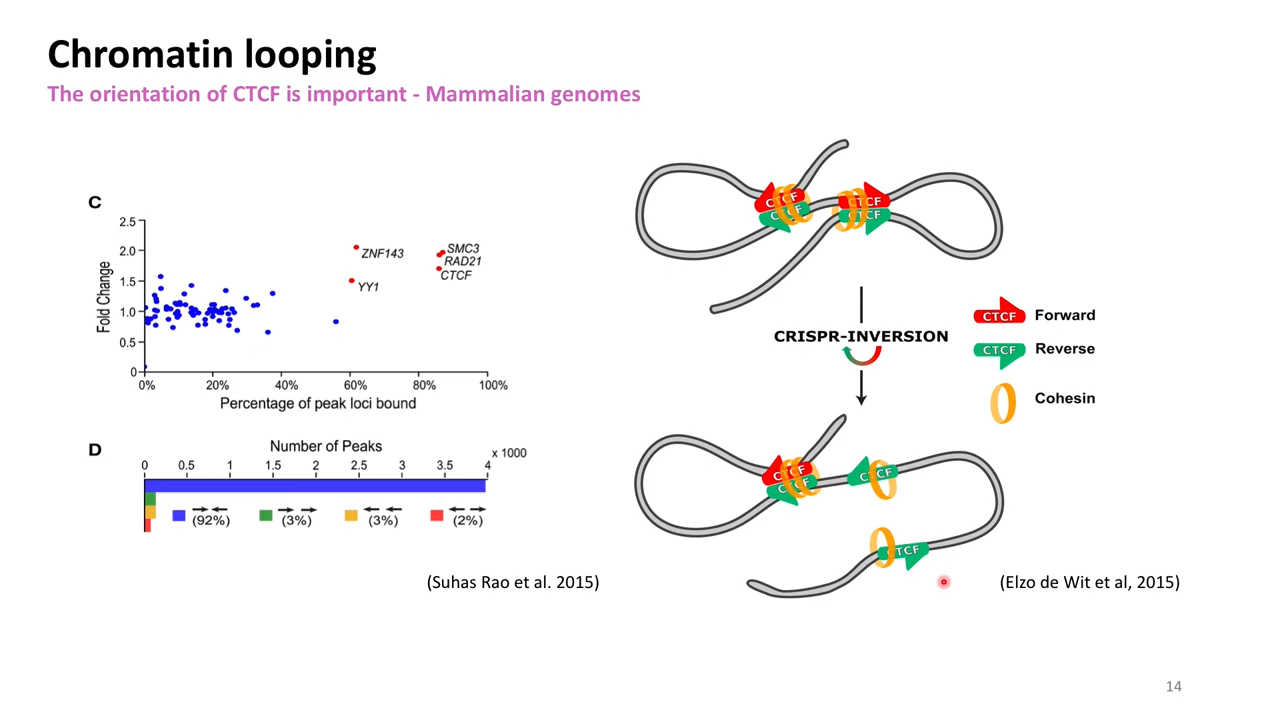 Chromatin looping
The orientation of CTCF is important - Mammalian genomes
C
Fold Change
2.5
2.0
1.5
1.0
0.5
0
ZNF143
SMC3
RAD21
CTCF
YY1
0% 20% 40% 60% 80% 100%
Percentage of peak loci bound
D
Number of Peaks
x 1000
0 0.5 1 1.5 2 2.5 3 3.5 4
(92%) (3%) (3%) (2%)
(Suhas Rao et al. 2015)
CTCF
CTCF
CTCF
CTCF
CRISPR-INVERSION
CTCF Forward
CTCF Reverse
Cohesin
CTCF
CTCF
CTCF
CTCF
(Elzo de Wit et al, 2015)
14